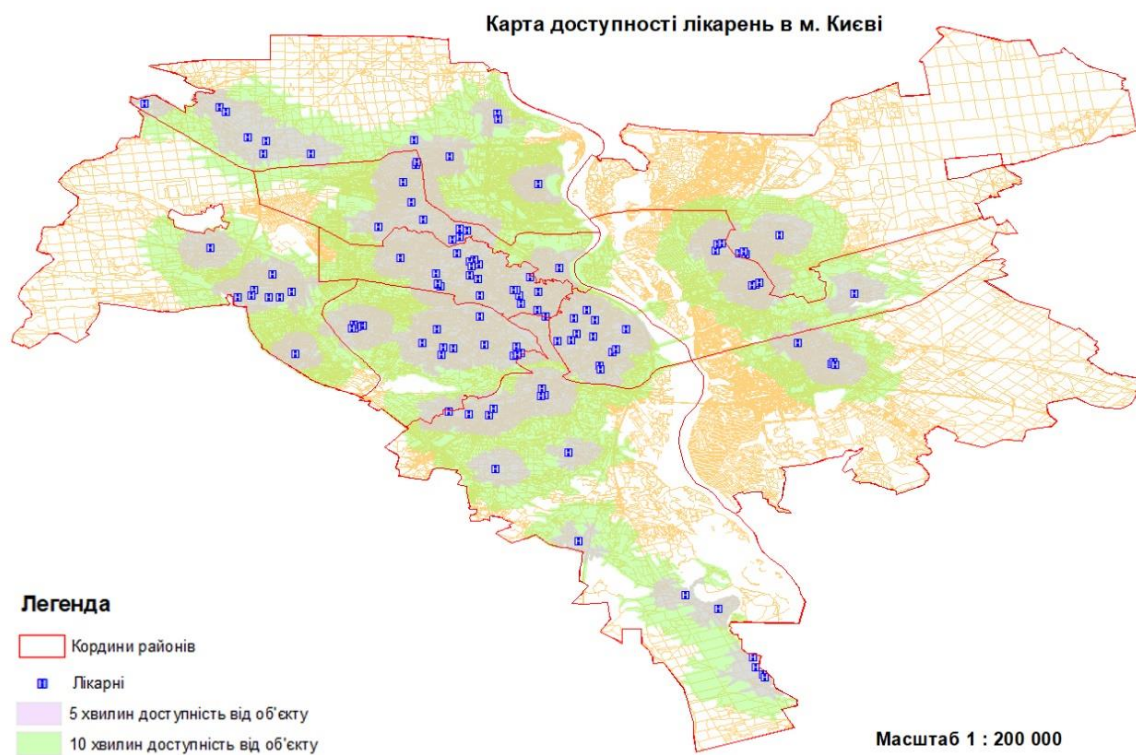 Карта доступності лікарень в м. Києві
Легенда
Кордини районів
Лікарні
5 хвилин доступність від об'єкту
10 хвилин доступність від об'єкту
Масштаб 1 : 200 000